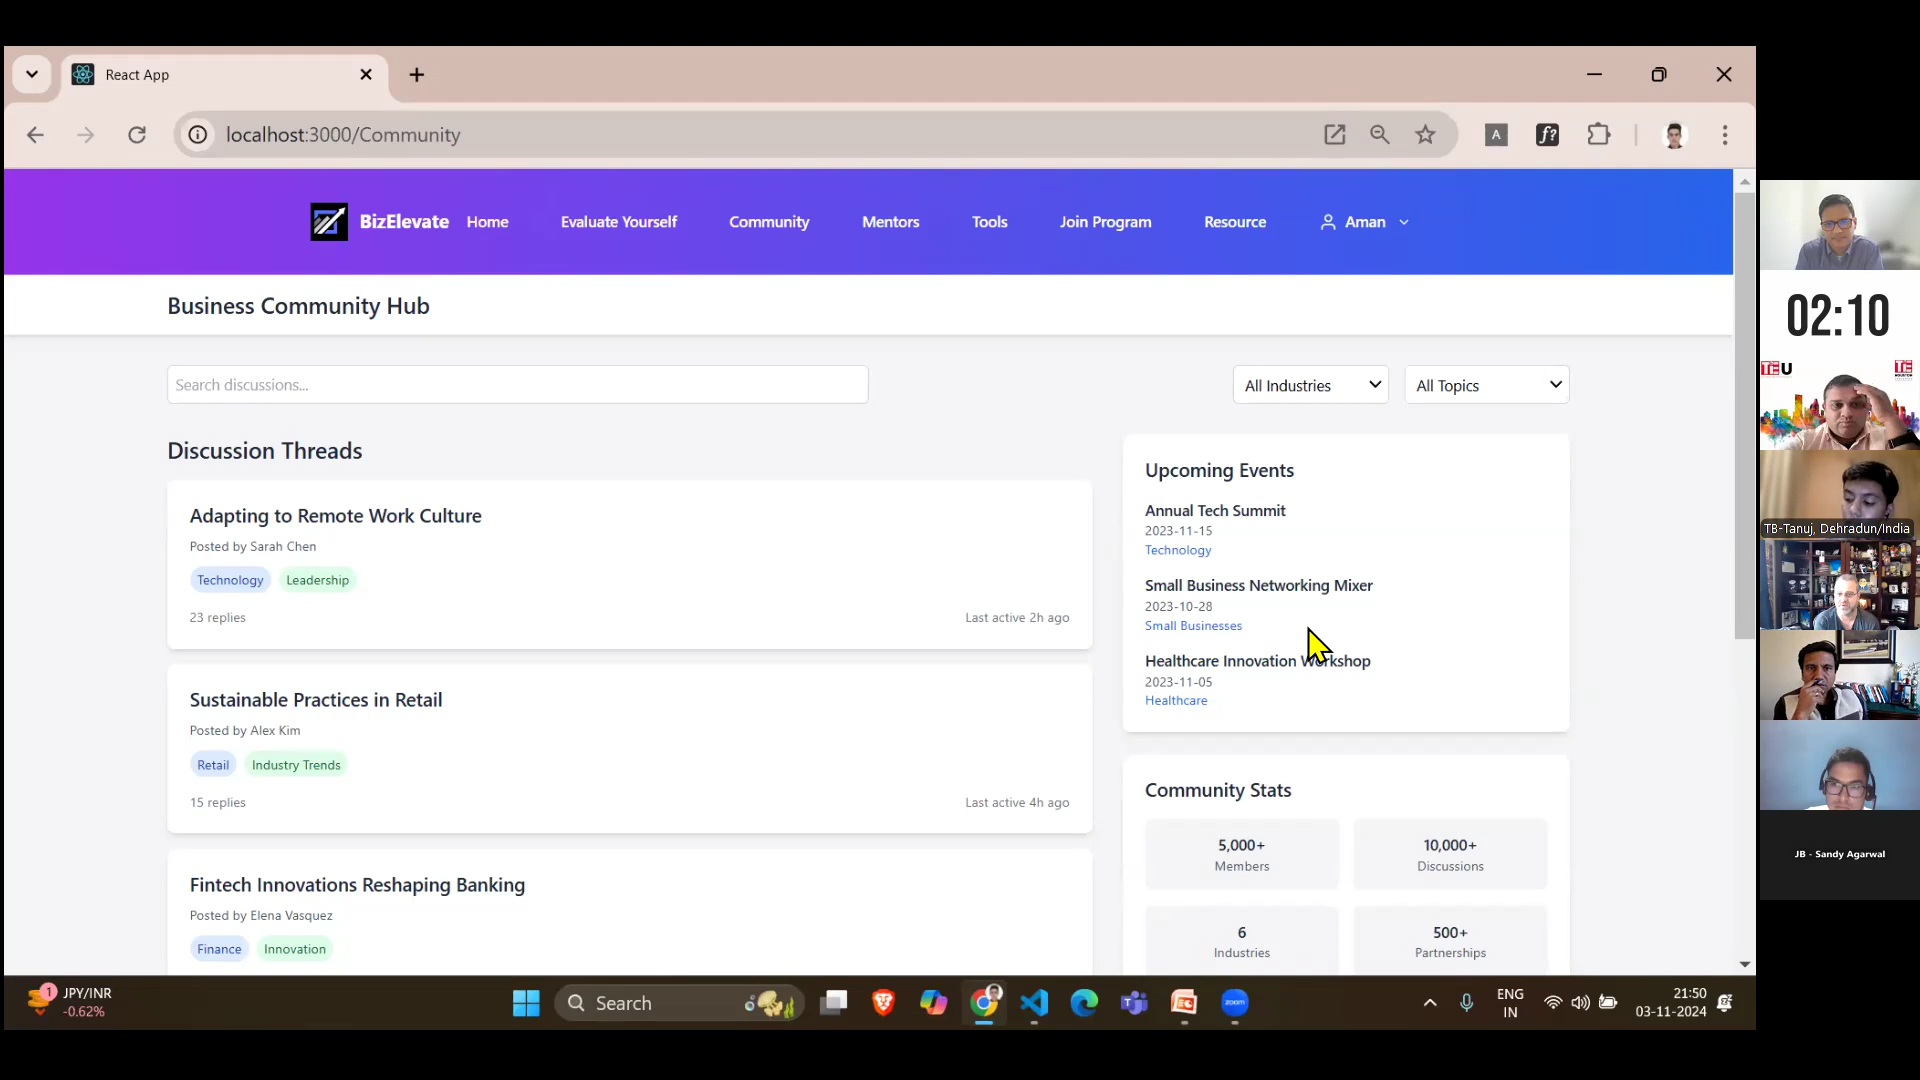 React App
localhost:3000/Community
A
f?
BizElevate
Home
Evaluate Yourself
Community
Mentors
Tools
Join Program
Resource
Aman
Business Community Hub
Search discussions...
All Industries
All Topics
Discussion Threads
Adapting to Remote Work Culture
Posted by Sarah Chen
Technology
Leadership
23 replies
Last active 2h ago
Sustainable Practices in Retail
Posted by Alex Kim
Retail
Industry Trends
15 replies
Last active 4h ago
Fintech Innovations Reshaping Banking
Posted by Elena Vasquez
Finance
Innovation
Upcoming Events
Annual Tech Summit
2023-11-15
Technology
Small Business Networking Mixer
2023-10-28
Small Businesses
Healthcare Innovation Workshop
2023-11-05
Healthcare
Community Stats
5,000+
Members
10,000+
Discussions
6
Industries
500+
Partnerships
02:10
TB-Tanuj, Dehradun/India
JB - Sandy Agarwal
1
JPY/INR
-0.62%
Search
zoom
ENG
IN
21:50
03-11-2024